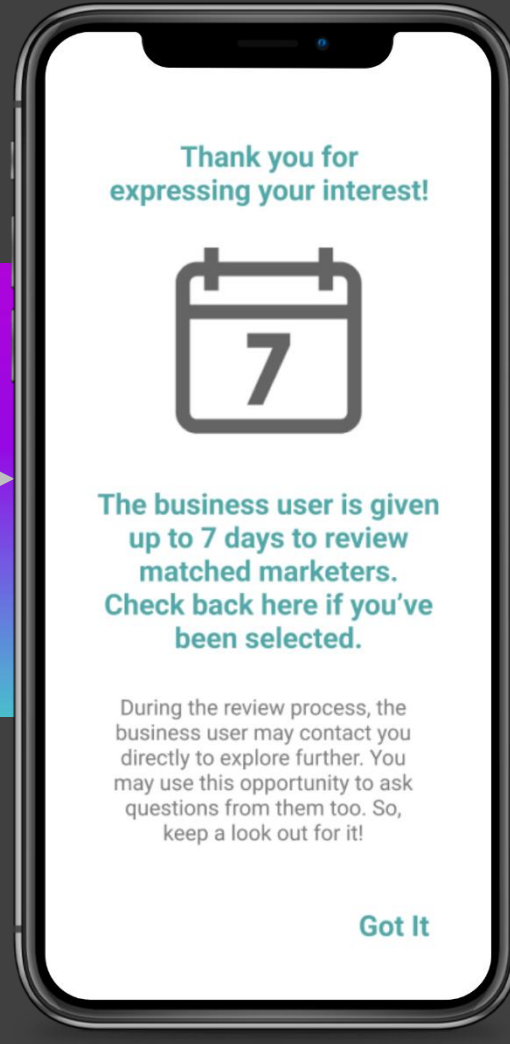 Thank you for
expressing your interest!
7
The business user is given
up to 7 days to review
matched marketers.
Check back here if you’ve
been selected.
During the review process, the
business user may contact you
directly to explore further. You
may use this opportunity to ask
questions from them too. So,
keep a look out for it!
Got It